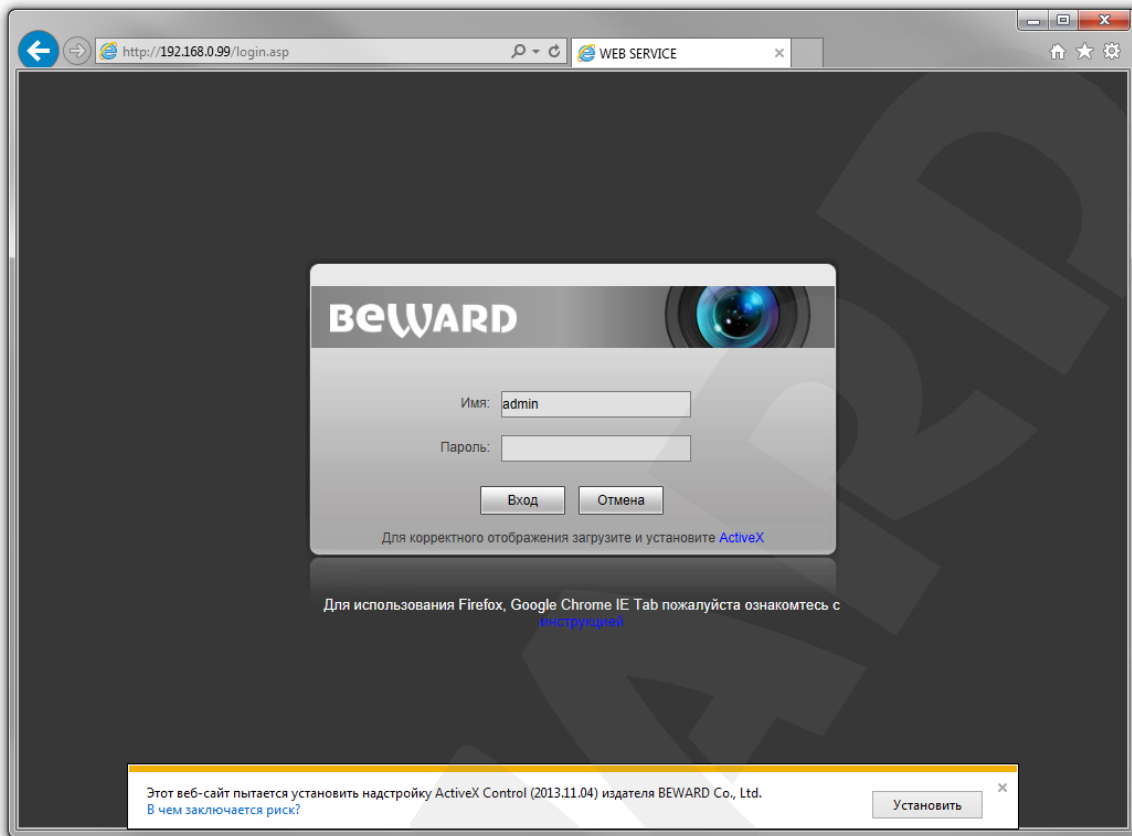 http://192.168.0.99/login.asp
WEB SERVICE
BEWARD
Имя: admin
Пароль:
Вход Отмена
Для корректного отображения загрузите и установите ActiveX
Для использования Firefox, Google Chrome IE Tab пожалуйста ознакомтесь с
инструкцией
Этот веб-сайт пытается установить надстройку ActiveX Control (2013.11.04) издателя BEWARD Co., Ltd.
В чем заключается риск?
Установить